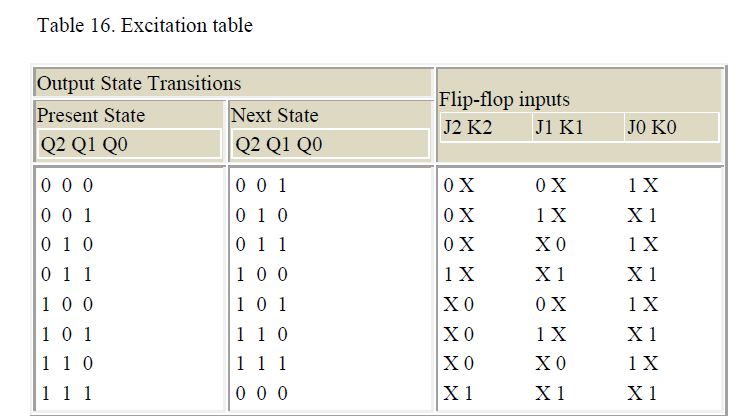 Table 16. Excitation table
Output State Transitions
Flip-flop inputs
Present State Next State
J2 K2 J1 K1 J0 K0
Q2 Q1 Q0 Q2 Q1 Q0
0 0 0 0 0 1 0 X 0 X 1 X
0 0 1 0 1 0 0 X 1 X X 1
0 1 0 0 1 1 0 X X 0 1 X
0 1 1 1 0 0 1 X X 1 X 1
1 0 0 1 0 1 X 0 0 X 1 X
1 0 1 1 1 0 X 0 1 X X 1
1 1 0 1 1 1 X 0 X 0 1 X
1 1 1 0 0 0 X 1 X 1 X 1